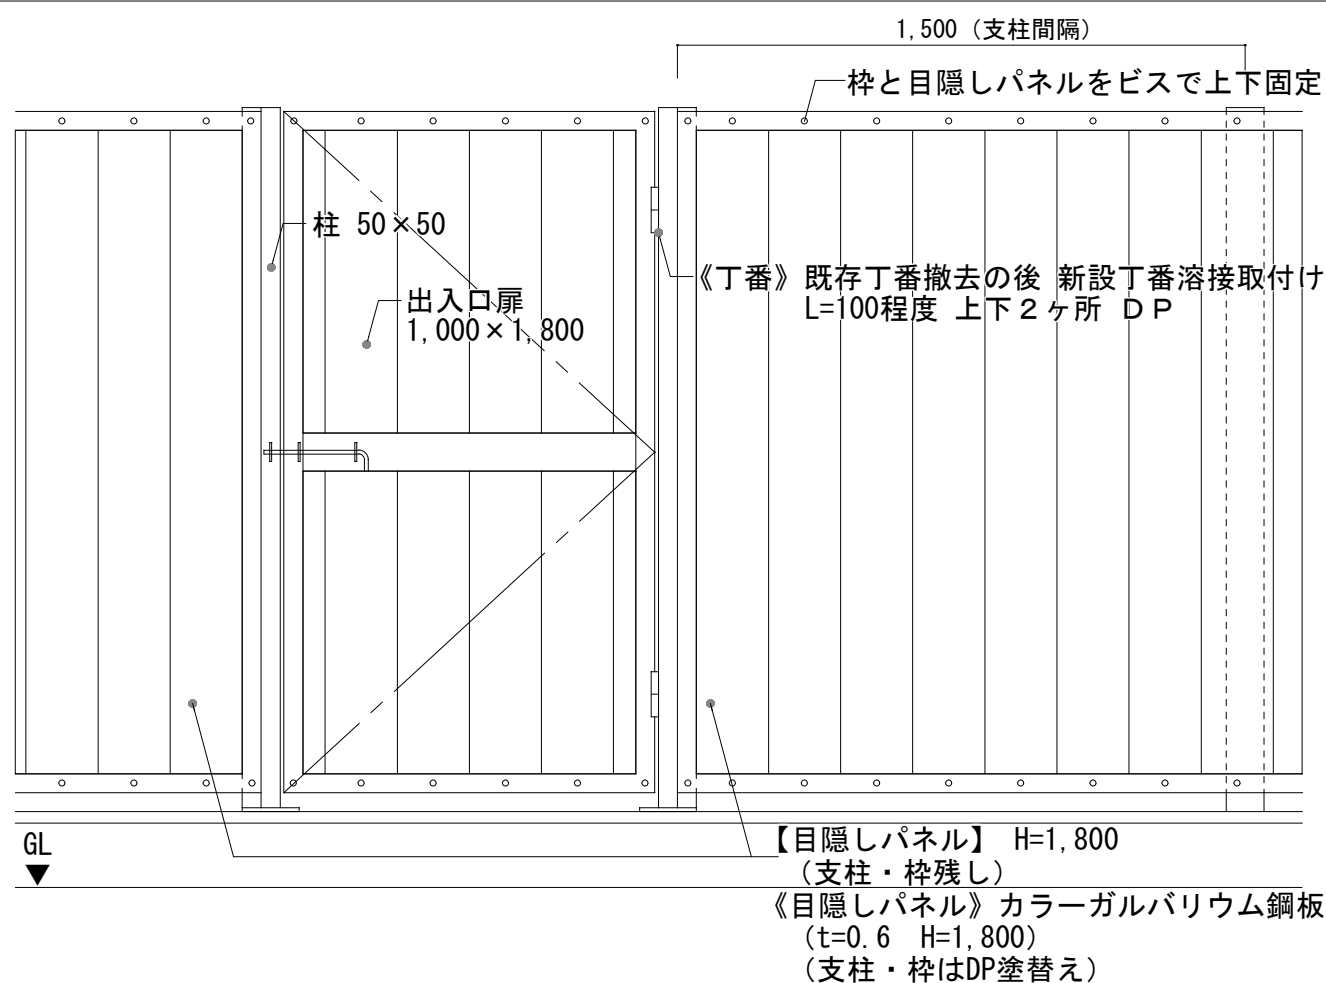 1,500（支柱間隔）
枠と目隠しパネルをビスで上下固定
柱 50×50
《丁番》既存丁番撤去の後 新設丁番溶接取付け
L=100程度 上下２ヶ所 ＤＰ
出入口扉
1,000×1,800
GL
【目隠しパネル】 H=1,800
（支柱・枠残し）
《目隠しパネル》カラーガルバリウム鋼板
（t=0.6 H=1,800）
（支柱・枠はDP塗替え）